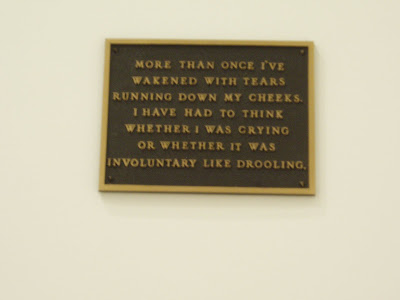 MORE THAN ONCE I'VE
WAKENED WITH TEARS
RUNNING DOWN MY CHEEKS.
I HAVE HAD TO THINK
WHETHER I WAS CRYING
OR WHETHER IT WAS
INVOLUNTARY LIKE DROOLING.